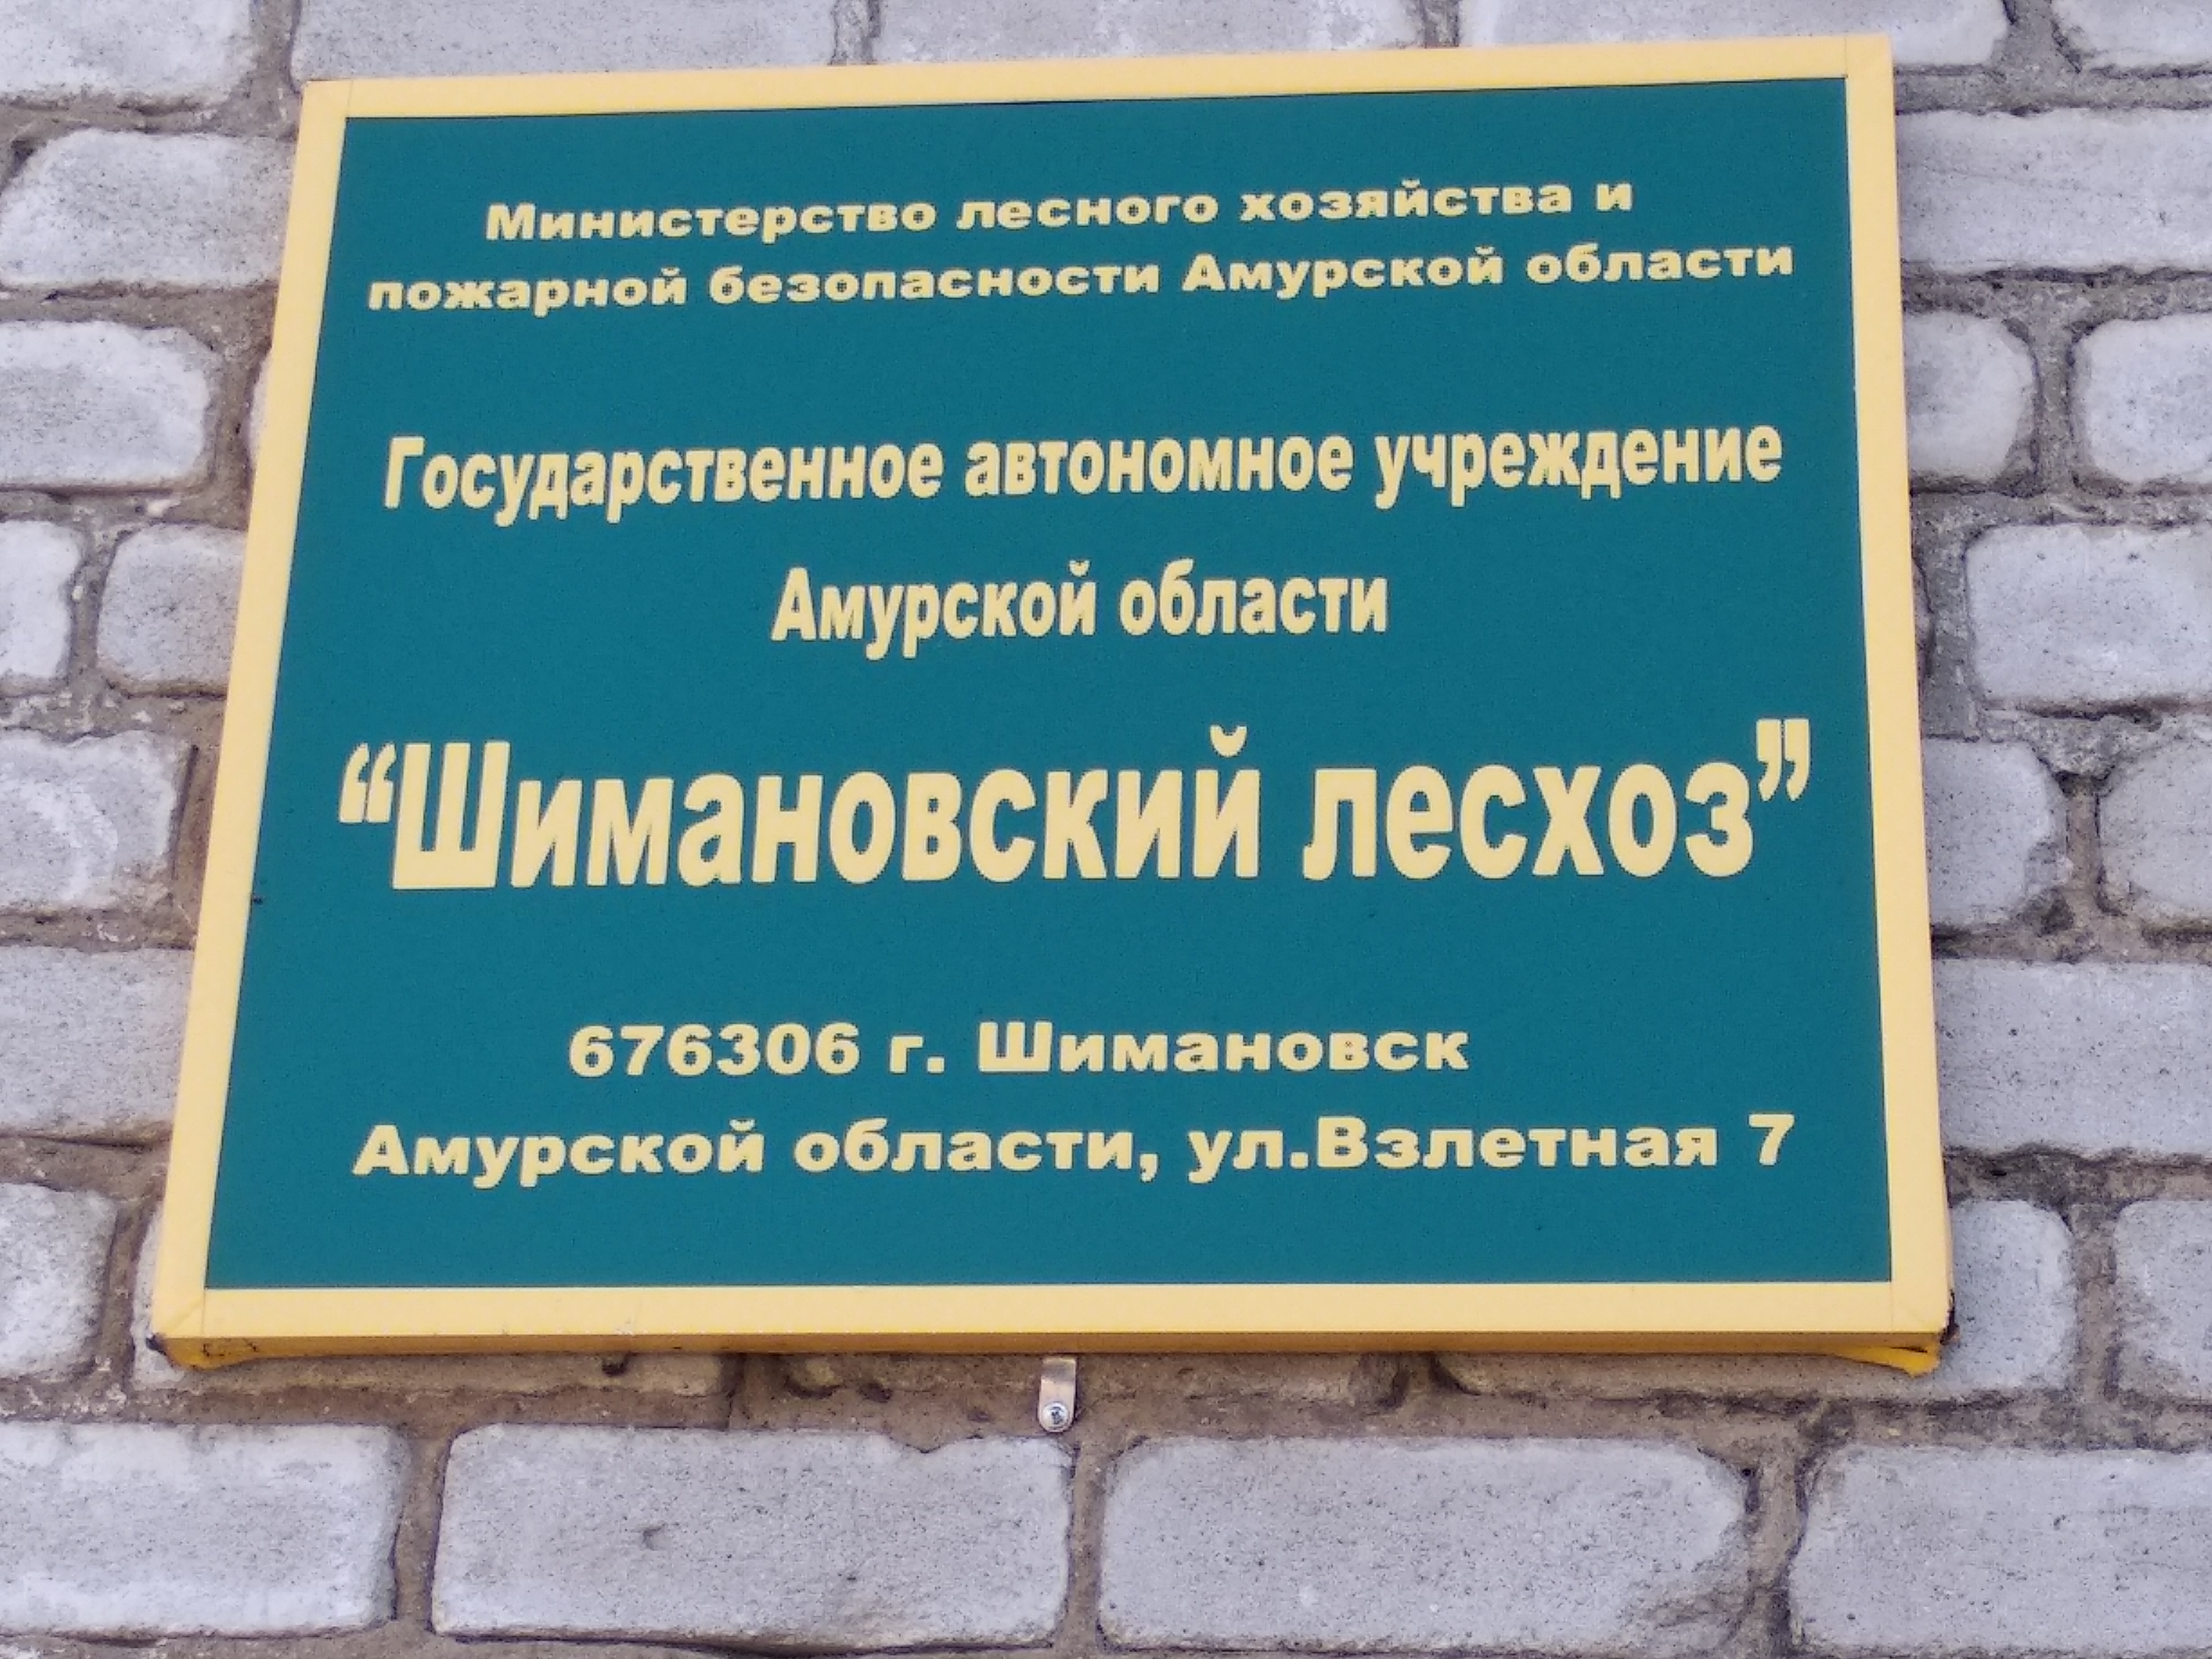 Министерство лесного хозяйства и
пожарной безопасности Амурской области
Государственное автономное учреждение
Амурской области
“Шимановский лесхоз”
676306 г. Шимановск
Амурской области, ул.Взлетная 7